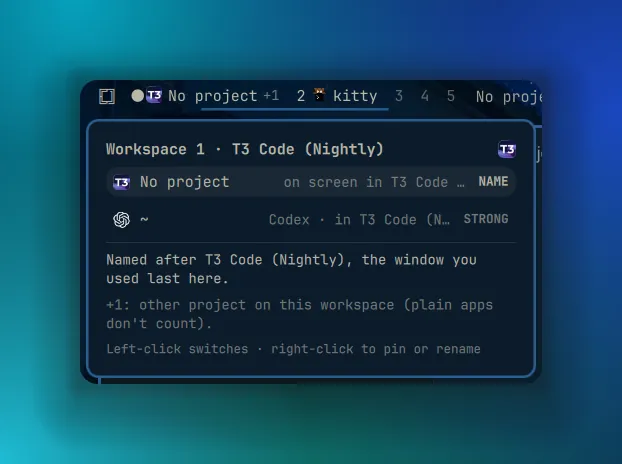 T3 No project +1 2 kitty 3 4 5 No proje
Workspace 1 · T3 Code (Nightly) T3
T3 No project on screen in T3 Code … NAME
~ Codex · in T3 Code (N… STRONG
Named after T3 Code (Nightly), the window you
used last here.
+1: other project on this workspace (plain apps
don't count).
Left-click switches · right-click to pin or rename